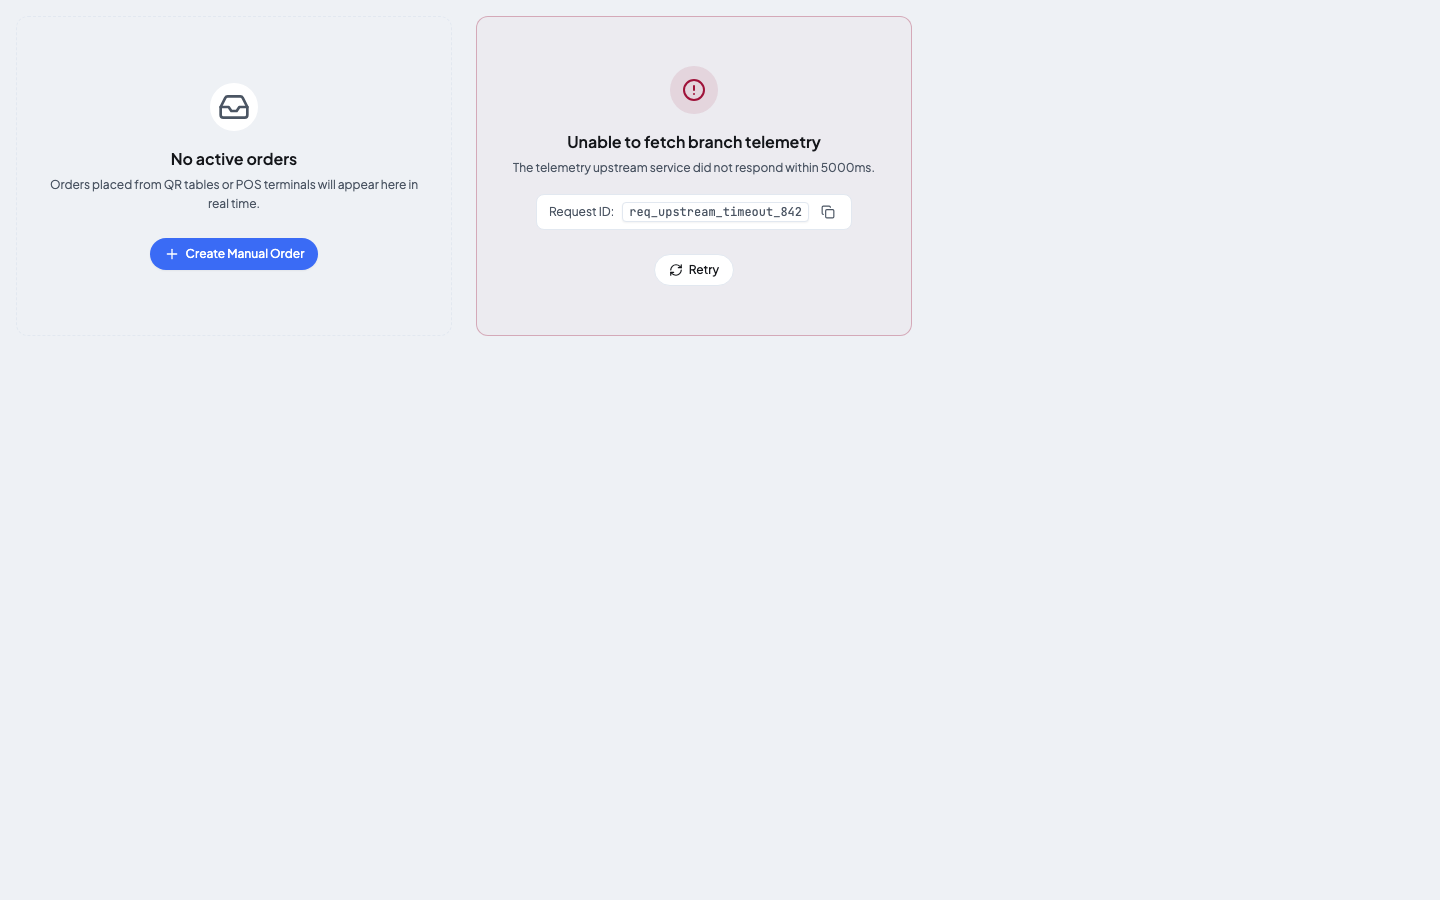 No active orders
Orders placed from QR tables or POS terminals will appear here in
real time.
Create Manual Order
Unable to fetch branch telemetry
The telemetry upstream service did not respond within 5000ms.
Request ID: req_upstream_timeout_842
Retry